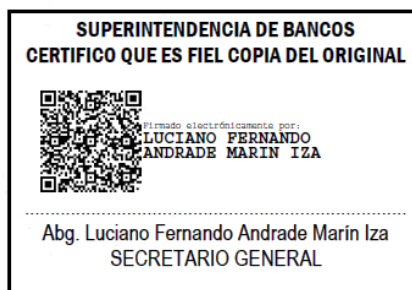 SUPERINTENDENCIA DE BANCOS
CERTIFICO QUE ES FIEL COPIA DEL ORIGINAL
Firmado electrónicamente por:
LUCIANO FERNANDO
ANDRADE MARIN IZA
Abg. Luciano Fernando Andrade Marín Iza
SECRETARIO GENERAL